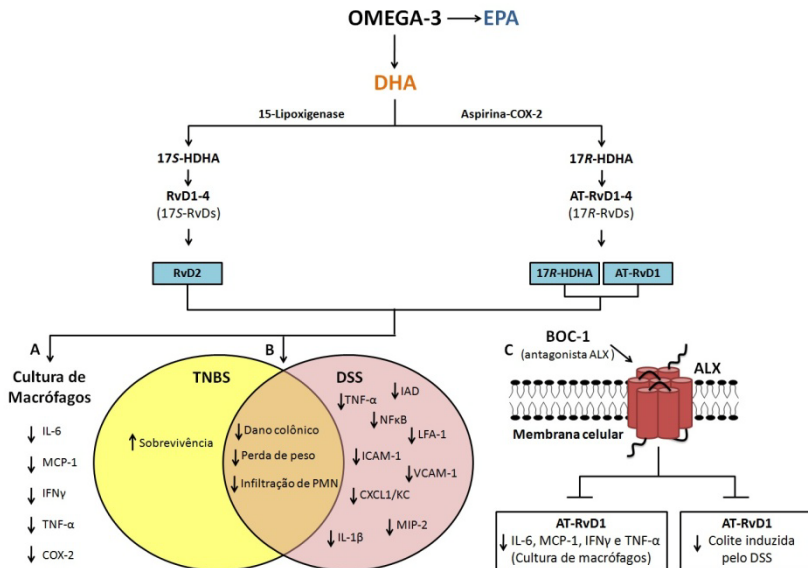 OMEGA-3 EPA
DHA
15-Lipoxigenase Aspirina-COX-2
17S-HDHA
RvD1-4
(17S-RvDs)
RvD2
17R-HDHA
AT-RvD1-4
(17R-RvDs)
17R-HDHA AT-RvD1
A
Cultura de
Macrófagos
IL-6
MCP-1
IFNγ
TNF-α
COX-2
B
TNBS
Sobrevivência
Dano colônico
Perda de peso
Infiltração de PMN
DSS
TNF-α
IAD
NFκB
LFA-1
ICAM-1
VCAM-1
CXCL1/KC
MIP-2
IL-1β
C
BOC-1
(antagonista ALX)
ALX
Membrana celular
AT-RvD1
IL-6, MCP-1, IFNγ e TNF-α
(Cultura de macrófagos)
AT-RvD1
Colite induzida
pelo DSS